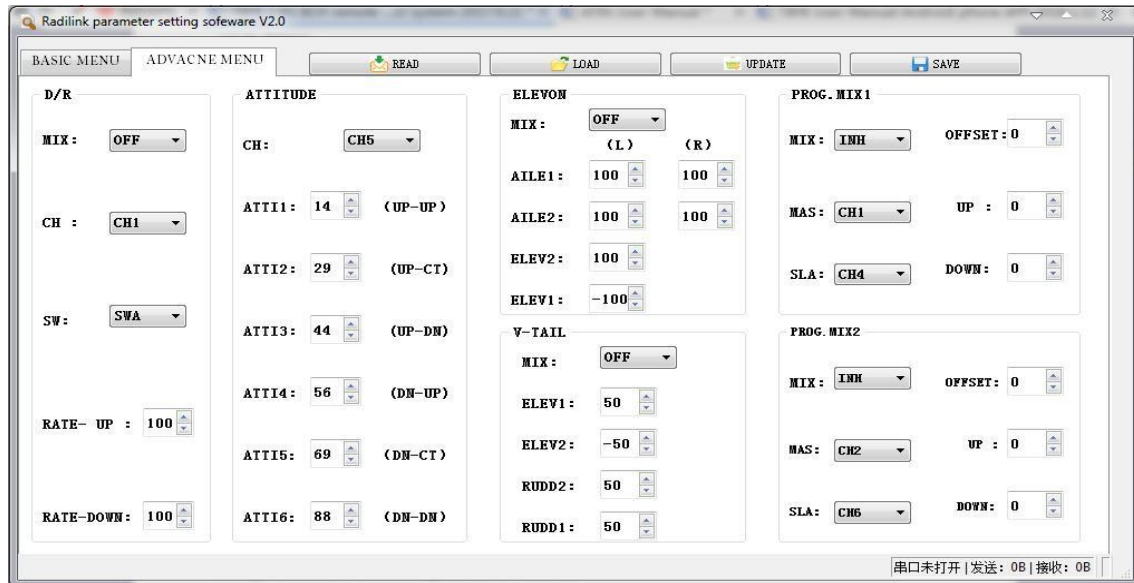 Radilink parameter setting sofeware V2.0
BASIC MENU ADVACNE MENU READ LOAD UPDATE SAVE
D/R
MIX: OFF
CH : CH1
SW: SWA
RATE- UP : 100
RATE-DOWN: 100
ATTITUDE
CH: CH5
ATTI1: 14 (UP-UP)
ATTI2: 29 (UP-CT)
ATTI3: 44 (UP-DN)
ATTI4: 56 (DN-UP)
ATTI5: 69 (DN-CT)
ATTI6: 88 (DN-DN)
ELEVON
MIX: OFF
(L) (R)
AILE1: 100 100
AILE2: 100 100
ELEV2: 100
ELEV1: -100
V-TAIL
MIX: OFF
ELEV1: 50
ELEV2: -50
RUDD2: 50
RUDD1: 50
PROG.MIX1
MIX: INH OFFSET: 0
MAS: CH1 UP : 0
SLA: CH4 DOWN: 0
PROG.MIX2
MIX: INH OFFSET: 0
MAS: CH2 UP : 0
SLA: CH6 DOWN: 0
串口未打开|发送: 0B|接收: 0B